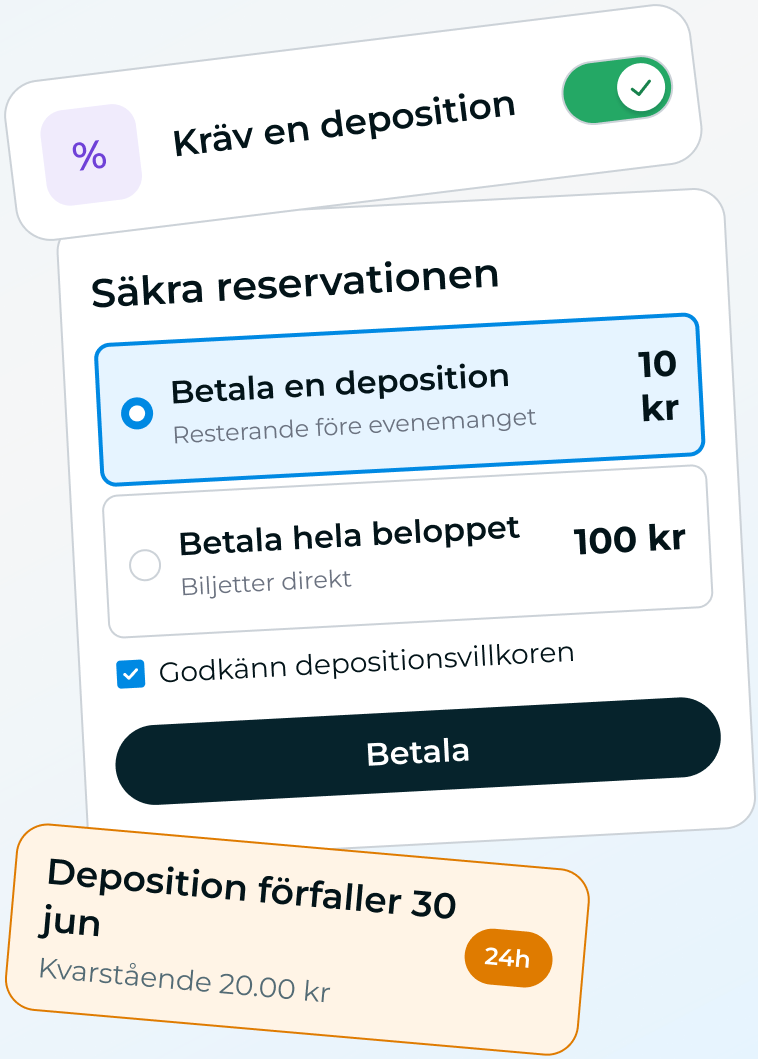 %
Kräv en deposition
Säkra reservationen
Betala en deposition
Resterande före evenemanget
10
kr
Betala hela beloppet
Biljetter direkt
100 kr
Godkänn depositionsvillkoren
Betala
Deposition förfaller 30
jun
Kvarstående 20.00 kr
24h